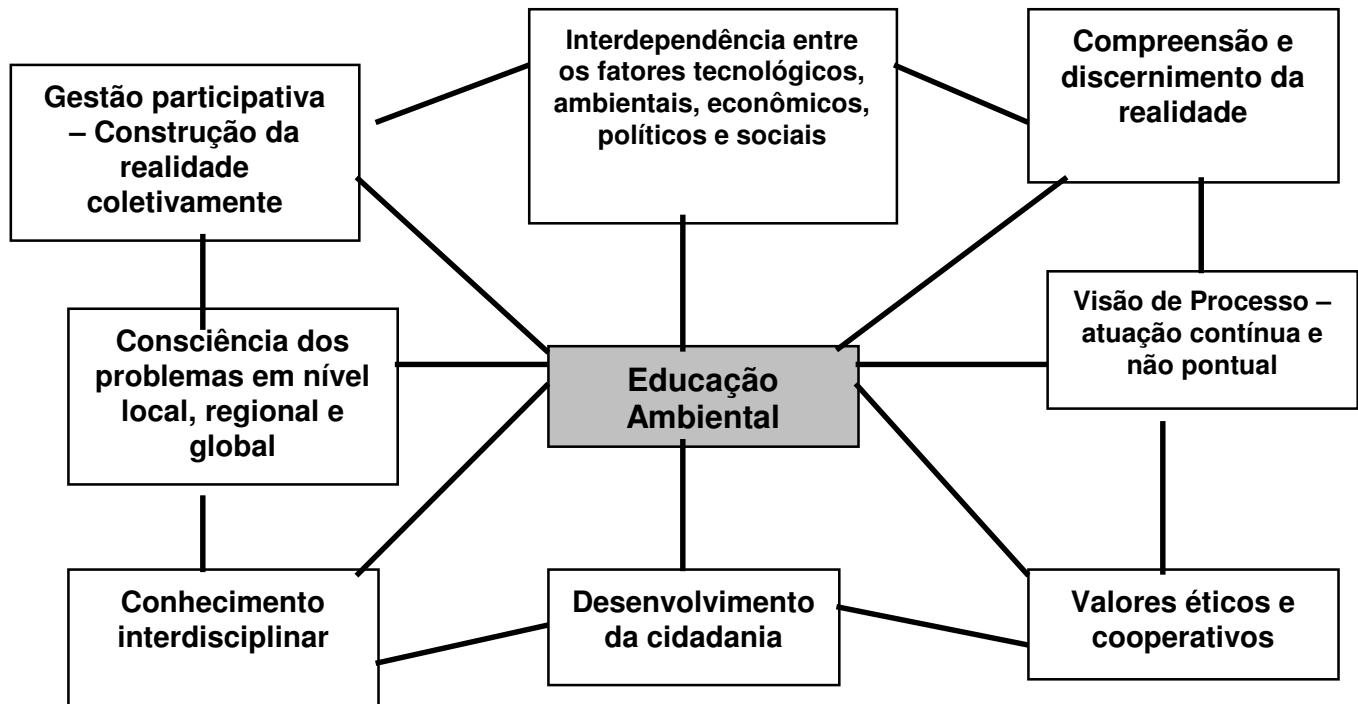 Gestão participativa
– Construção da
realidade
coletivamente
Interdependência entre
os fatores tecnológicos,
ambientais, econômicos,
políticos e sociais
Compreensão e
discernimento da
realidade
Consciência dos
problemas em nível
local, regional e
global
Educação
Ambiental
Visão de Processo –
atuação contínua e
não pontual
Conhecimento
interdisciplinar
Desenvolvimento
da cidadania
Valores éticos e
cooperativos